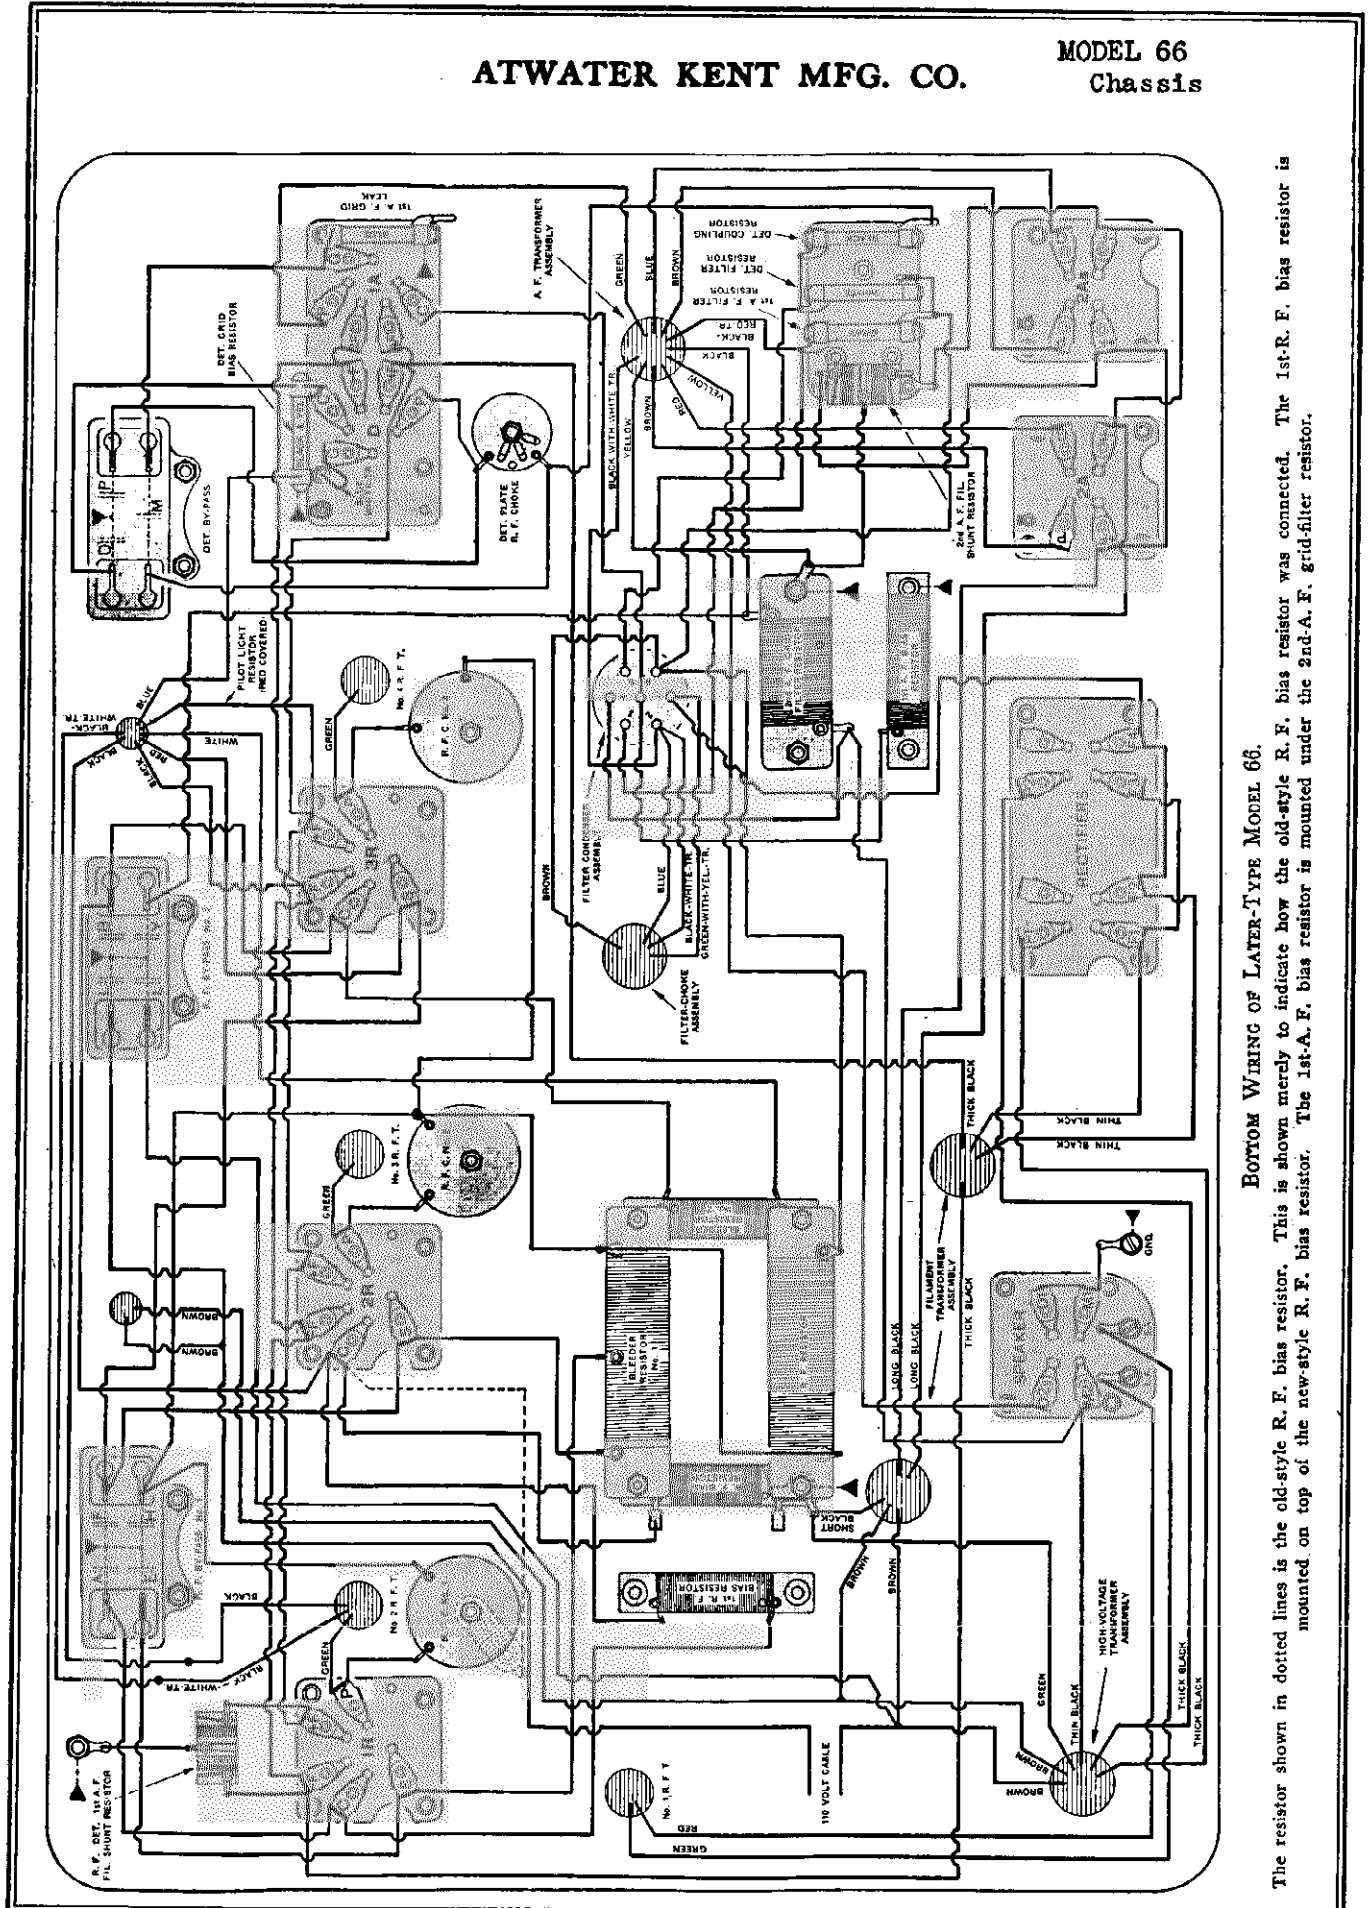 ATWATER KENT MFG. CO.
MODEL 66
Chassis
1st A. F. GRID
LEAK
DET. GRID
BIAS RESISTOR
DET. BY-PASS
DET. PLATE
R. F. CHOKE
A. F. TRANSFORMER
ASSEMBLY
GREEN
BLUE
BROWN
RED-TR.
BLACK-
BLACK
YELLOW
RED
BROWN
YELLOW
BLACK WITH-WHITE TR.
DET. COUPLING
RESISTOR
DET. FILTER
RESISTOR
1st A. F. FILTER
RESISTOR
2nd A. F. FIL.
SHUNT RESISTOR
1A
D
2A
PILOT LIGHT
RESISTOR
(RED COVERED)
BLUE
WHITE-TR.
BLACK-
BLACK
WHITE
RED
BLACK
GREEN
No. 4 R. F. T.
3R
FILTER CONDENSER
ASSEMBLY
BROWN
BLUE
BLACK-WHITE-TR.
GREEN-WITH-YEL.-TR.
FILTER-CHOKE
ASSEMBLY
RECTIFIER
THICK BLACK
THIN BLACK
THIN BLACK
No. 3 R. F. T.
GREEN
2R
BROWN
BROWN
BLEEDER
RESISTOR
No. 1
FILAMENT
TRANSFORMER
ASSEMBLY
THICK BLACK
LONG BLACK
LONG BLACK
SPEAKER
GND.
SHORT
BLACK
BROWN
BROWN
1st R. F.
BIAS RESISTOR
BLACK
No. 2 R. F. T.
GREEN
BLACK-
WHITE-TR.
P
1R
R. F. DET. 1st A.F.
FIL. SHUNT RESISTOR
No. 1 R. F. T.
RED
GREEN
110 VOLT CABLE
HIGH-VOLTAGE
TRANSFORMER
ASSEMBLY
GREEN
THIN BLACK
BROWN
BROWN
THICK BLACK
THICK BLACK
BOTTOM WIRING OF LATER-TYPE MODEL 66.
The resistor shown in dotted lines is the old-style R. F. bias resistor. This is shown merely to indicate how the old-style R. F. bias resistor was connected. The 1st-R. F. bias resistor is
mounted on top of the new-style R. F. bias resistor. The 1st-A. F. bias resistor is mounted under the 2nd-A. F. grid-filter resistor.